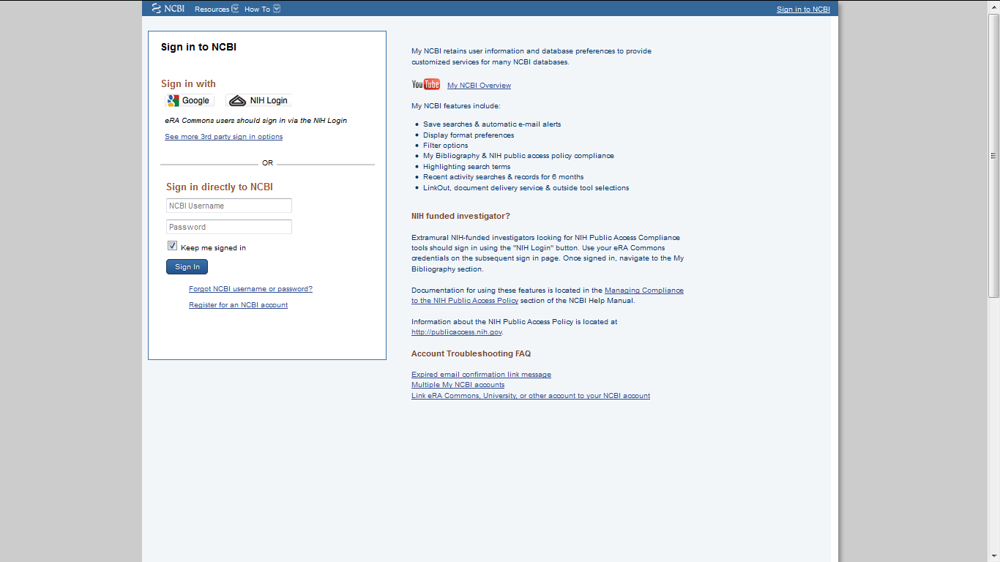 NCBI Resources How To Sign in to NCBI
Sign in to NCBI
Sign in with
Google NIH Login
eRA Commons users should sign in via the NIH Login
See more 3rd party sign in options
OR
Sign in directly to NCBI
NCBI Username
Password
Keep me signed in
Sign In
Forgot NCBI username or password?
Register for an NCBI account
My NCBI retains user information and database preferences to provide
customized services for many NCBI databases.
YouTube My NCBI Overview
My NCBI features include:
• Save searches & automatic e-mail alerts
• Display format preferences
• Filter options
• My Bibliography & NIH public access policy compliance
• Highlighting search terms
• Recent activity searches & records for 6 months
• LinkOut, document delivery service & outside tool selections
NIH funded investigator?
Extramural NIH-funded investigators looking for NIH Public Access Compliance
tools should sign in using the "NIH Login" button. Use your eRA Commons
credentials on the subsequent sign in page. Once signed in, navigate to the My
Bibliography section.
Documentation for using these features is located in the Managing Compliance
to the NIH Public Access Policy section of the NCBI Help Manual.
Information about the NIH Public Access Policy is located at
http://publicaccess.nih.gov.
Account Troubleshooting FAQ
Expired email confirmation link message
Multiple My NCBI accounts
Link eRA Commons, University, or other account to your NCBI account